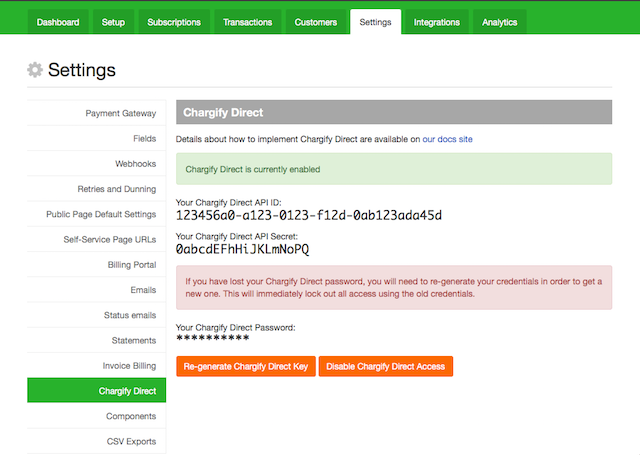 Dashboard Setup Subscriptions Transactions Customers Settings Integrations Analytics
Settings
Payment Gateway
Fields
Webhooks
Retries and Dunning
Public Page Default Settings
Self-Service Page URLs
Billing Portal
Emails
Status emails
Statements
Invoice Billing
Chargify Direct
Components
CSV Exports
Chargify Direct
Details about how to implement Chargify Direct are available on our docs site
Chargify Direct is currently enabled
Your Chargify Direct API ID:
123456a0-a123-0123-f12d-0ab123ada45d
Your Chargify Direct API Secret:
0abcdEFhHiJKLmNoPQ
If you have lost your Chargify Direct password, you will need to re-generate your credentials in order to get a
new one. This will immediately lock out all access using the old credentials.
Your Chargify Direct Password:
**********
Re-generate Chargify Direct Key Disable Chargify Direct Access